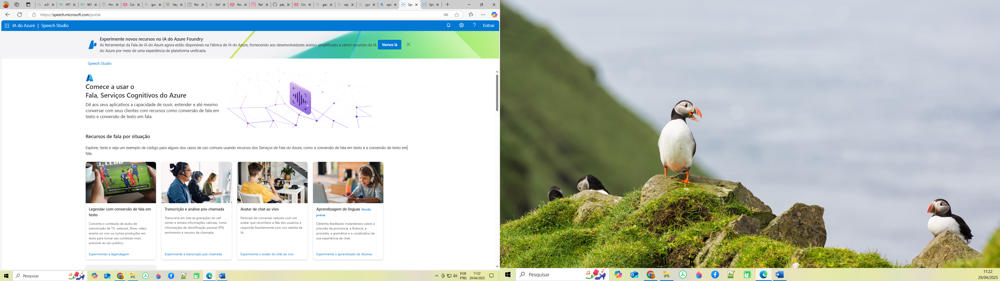 w3s
HTM
W3
Hos
Cor
goo
Vag
Nov
foll
You
Raf
pág
Cor
gaz
veja
yyo
spe
Spe
Spe
https://speech.microsoft.com/portal
IA do Azure | Speech Studio
Entrar
Experimente novos recursos no IA do Azure Foundry
As ferramentas da Fala de IA do Azure agora estão disponíveis na Fábrica de IA do Azure, fornecendo aos desenvolvedores acesso simplificado a vários recursos da IA
do Azure por meio de uma experiência de plataforma unificada.
Vamos lá
Speech Studio
Comece a usar o
Fala, Serviços Cognitivos do Azure
Dê aos seus aplicativos a capacidade de ouvir, entender e até mesmo
conversar com seus clientes com recursos como conversão de fala em
texto e conversão de texto em fala.
Recursos de fala por situação
Explore, teste e veja um exemplo de código para alguns dos casos de uso comuns usando recursos dos Serviços de Fala do Azure, como a conversão de fala em texto e a conversão de texto em
fala.
And you have to say this is a good defense.
Legendar com conversão de fala em
texto
Converta o conteúdo de áudio de
transmissão de TV, webcast, filme, vídeo,
evento ao vivo ou outras produções em
texto para tornar seu conteúdo mais
acessível ao seu público.
Experimentar a legendagem
Transcrição e análise pós-chamada
Transcreva em lote as gravações do call
center e extraia informações valiosas, como
informações de identificação pessoal (PII),
sentimento e resumo da chamada.
Experimente a transcrição pós-chamada
Avatar de chat ao vivo
Participe de conversas naturais com um
avatar que reconhece a fala dos usuários e
responde fluentemente com voz realista de
IA.
Experimente o avatar do chat ao vivo
Aprendizagem de línguas Versão
prévia
Obtenha feedbacks instantâneos sobre a
precisão da pronúncia, a fluência, a
prosódia, a gramática e o vocabulário de
sua experiência de chat.
Experimente o aprendizado de idiomas
Pesquisar
POR
PTB2
11:22
29/04/2025
Pesquisar
11:22
29/04/2025